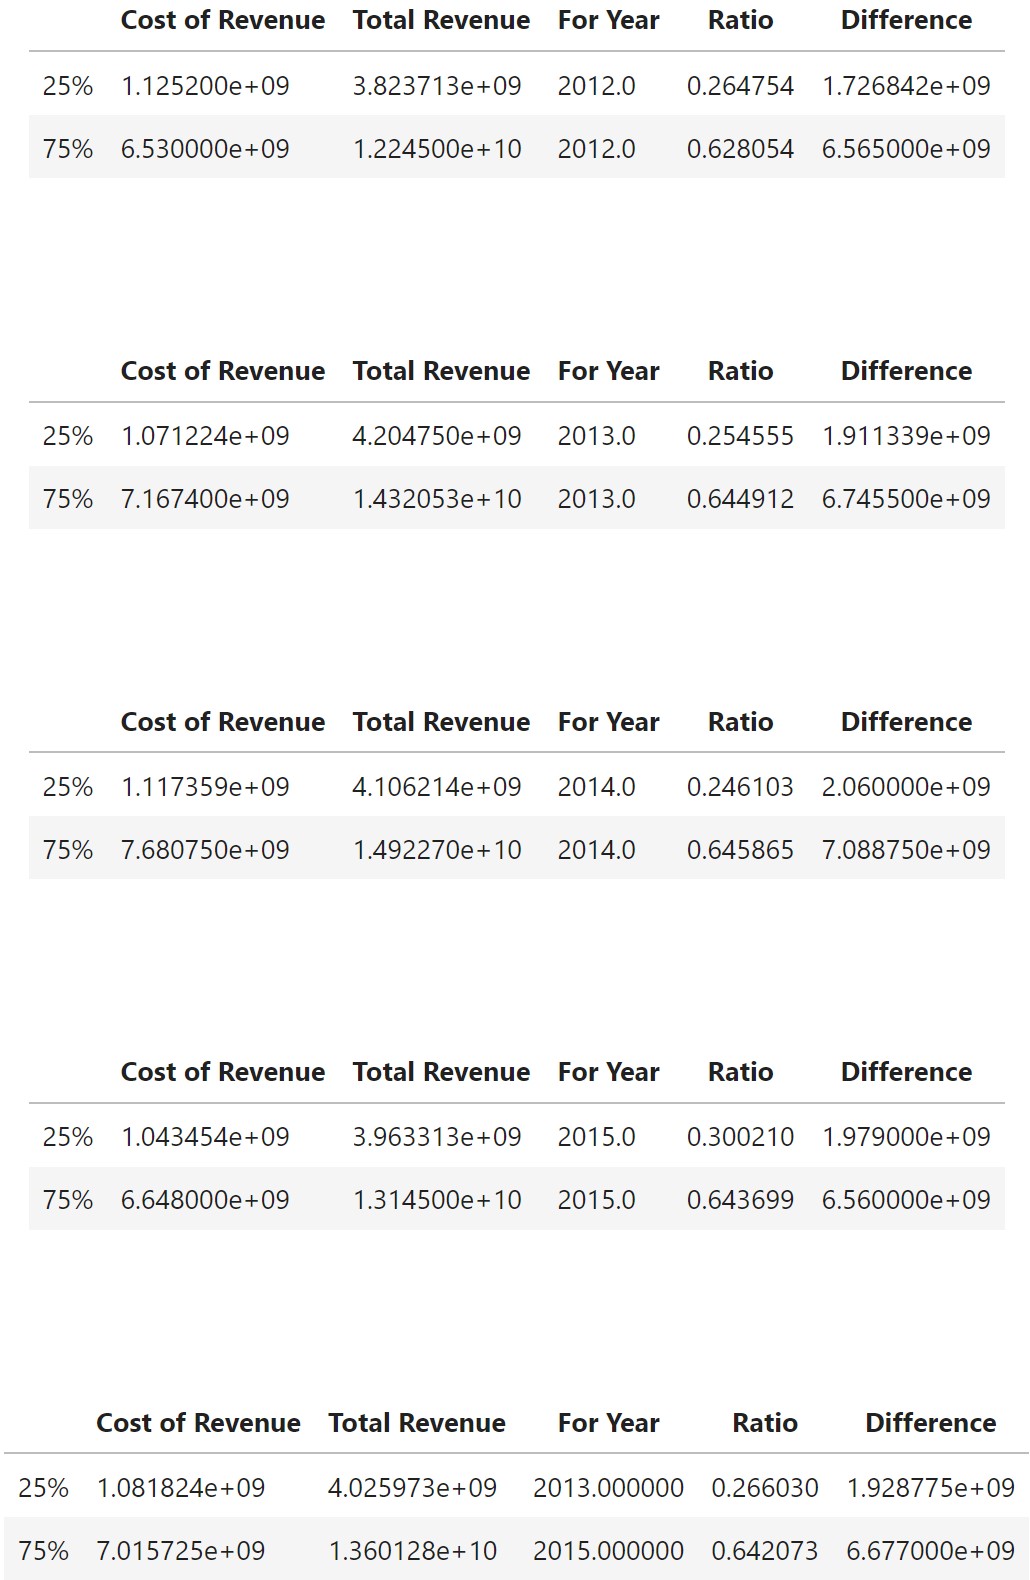 Cost of Revenue Total Revenue For Year Ratio Difference
25% 1.125200e+09 3.823713e+09 2012.0 0.264754 1.726842e+09
75% 6.530000e+09 1.224500e+10 2012.0 0.628054 6.565000e+09
Cost of Revenue Total Revenue For Year Ratio Difference
25% 1.071224e+09 4.204750e+09 2013.0 0.254555 1.911339e+09
75% 7.167400e+09 1.432053e+10 2013.0 0.644912 6.745500e+09
Cost of Revenue Total Revenue For Year Ratio Difference
25% 1.117359e+09 4.106214e+09 2014.0 0.246103 2.060000e+09
75% 7.680750e+09 1.492270e+10 2014.0 0.645865 7.088750e+09
Cost of Revenue Total Revenue For Year Ratio Difference
25% 1.043454e+09 3.963313e+09 2015.0 0.300210 1.979000e+09
75% 6.648000e+09 1.314500e+10 2015.0 0.643699 6.560000e+09
Cost of Revenue Total Revenue For Year Ratio Difference
25% 1.081824e+09 4.025973e+09 2013.000000 0.266030 1.928775e+09
75% 7.015725e+09 1.360128e+10 2015.000000 0.642073 6.677000e+09